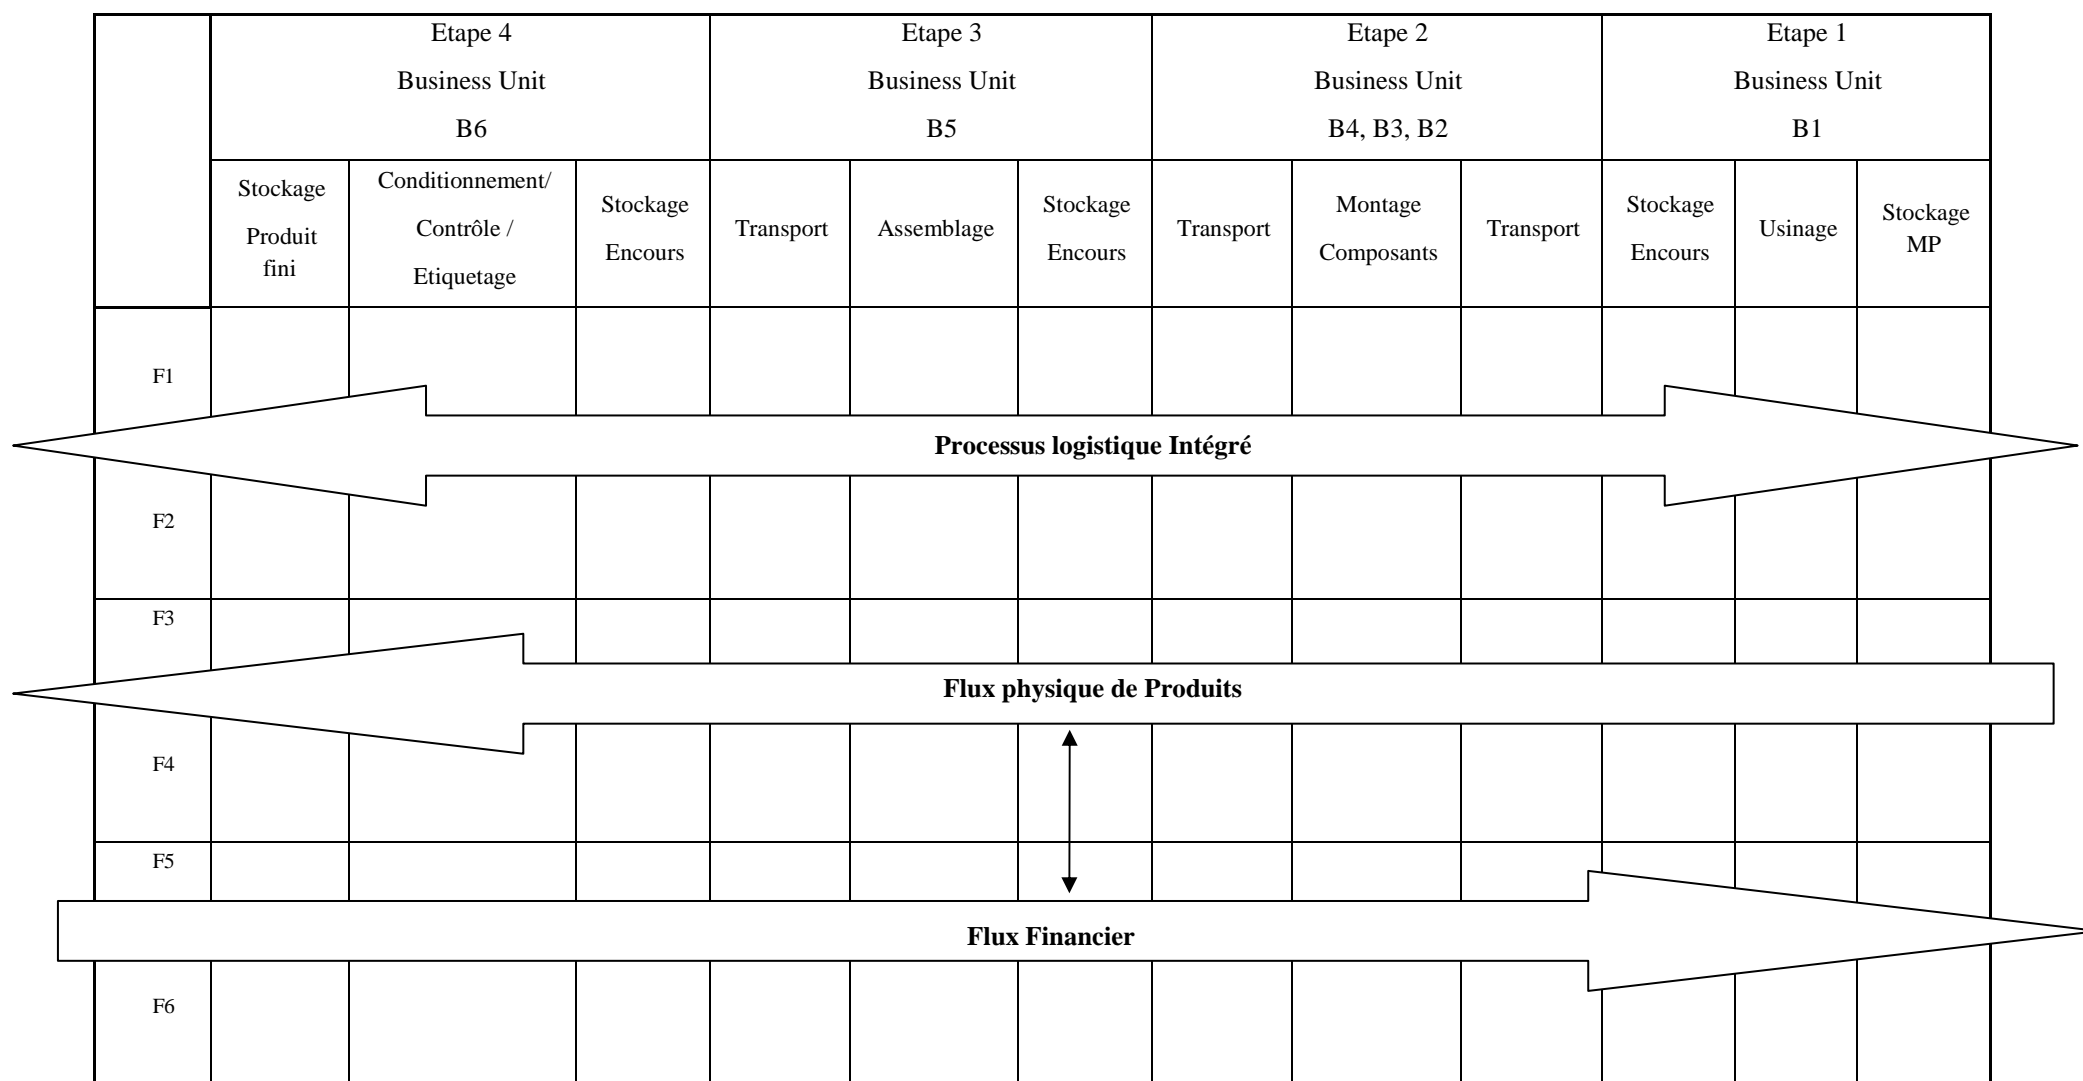 Etape 4
Business Unit
B6
Etape 3
Business Unit
B5
Etape 2
Business Unit
B4, B3, B2
Etape 1
Business Unit
B1
Stockage
Produit
fini
Conditionnement/
Contrôle /
Etiquetage
Stockage
Encours
Transport
Assemblage
Stockage
Encours
Transport
Montage
Composants
Transport
Stockage
Encours
Usinage
Stockage
MP
F1
Processus logistique Intégré
F2
F3
Flux physique de Produits
F4
F5
Flux Financier
F6